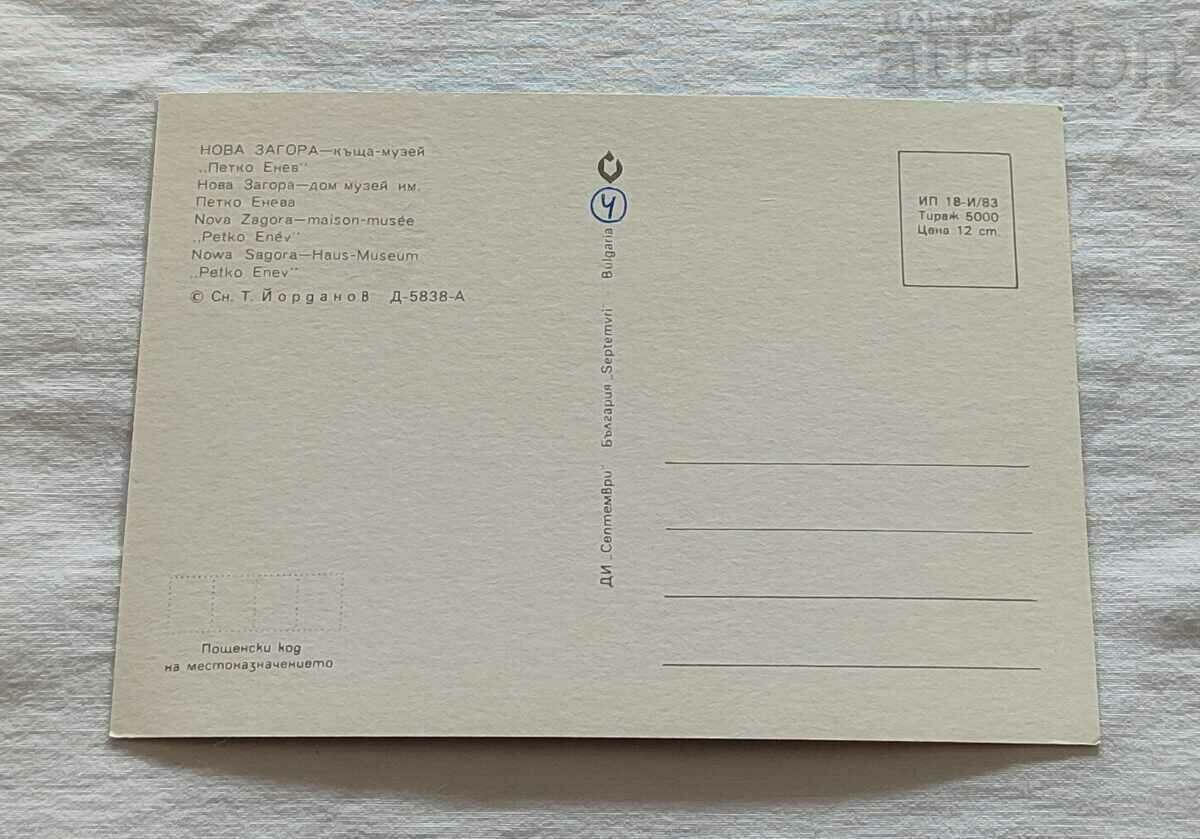 BALKAN
auction
НОВА ЗАГОРА—къща-музей
„Петко Енев“
Нова Загора—дом музей им.
Петко Енева
Nova Zagora—maison-musée
„Petko Enév“
Nowa Sagora—Haus-Museum
„Petko Enev“
© Сн. Т. Йорданов Д-5838-А
Ч
ДИ „Септември“ България „Septemvri“ Bulgaria
ИП 18-И/83
Тираж 5000
Цена 12 ст.
Пощенски код
на местоназначението